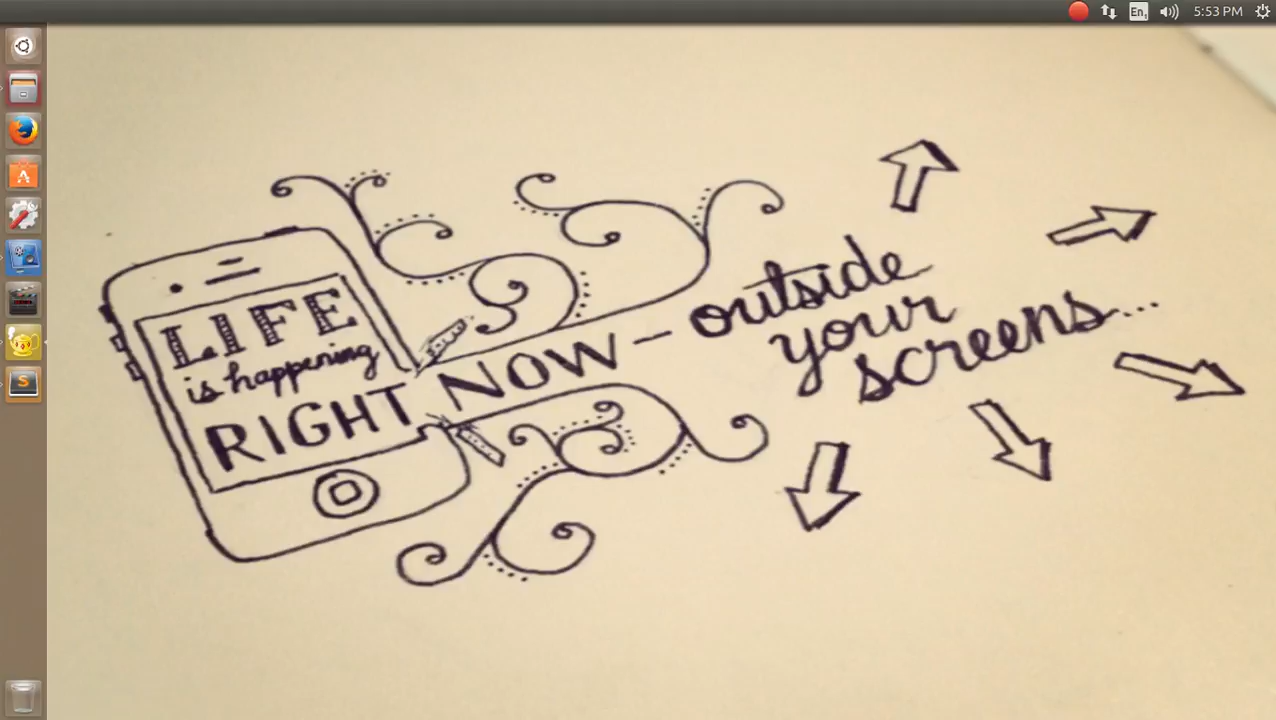 En
5:53 PM
LIFE
is happening
RIGHT NOW - outside
your
screens...